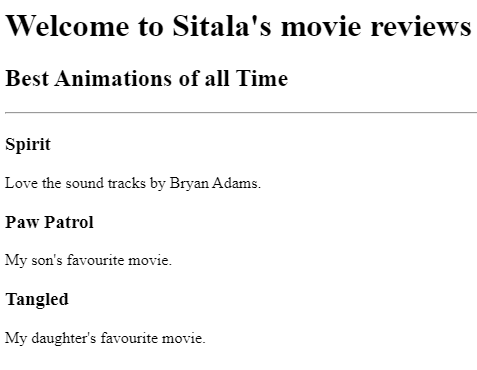 Welcome to Sitala's movie reviews
Best Animations of all Time
Spirit
Love the sound tracks by Bryan Adams.
Paw Patrol
My son's favourite movie.
Tangled
My daughter's favourite movie.